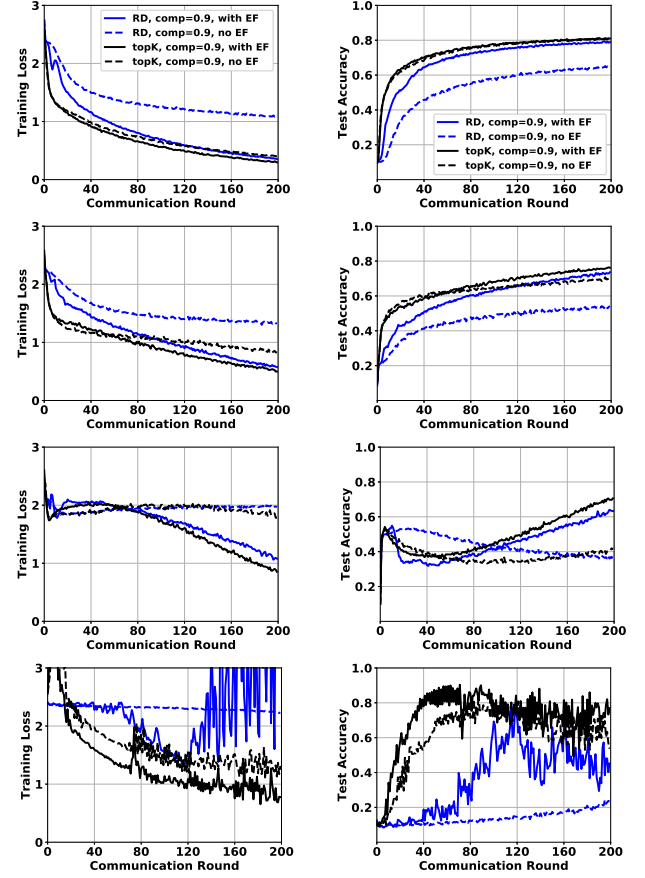 3
2
1
0
Training Loss
RD, comp=0.9, with EF
RD, comp=0.9, no EF
topK, comp=0.9, with EF
topK, comp=0.9, no EF
0 40 80 120 160 200
Communication Round
1.0
0.8
0.6
0.4
0.2
Test Accuracy
RD, comp=0.9, with EF
RD, comp=0.9, no EF
topK, comp=0.9, with EF
topK, comp=0.9, no EF
0 40 80 120 160 200
Communication Round
3
2
1
0
Training Loss
0 40 80 120 160 200
Communication Round
1.0
0.8
0.6
0.4
0.2
Test Accuracy
0 40 80 120 160 200
Communication Round
3
2
1
0
Training Loss
0 40 80 120 160 200
Communication Round
1.0
0.8
0.6
0.4
0.2
Test Accuracy
0 40 80 120 160 200
Communication Round
3
2
1
0
Training Loss
0 40 80 120 160 200
Communication Round
1.0
0.8
0.6
0.4
0.2
Test Accuracy
0 40 80 120 160 200
Communication Round